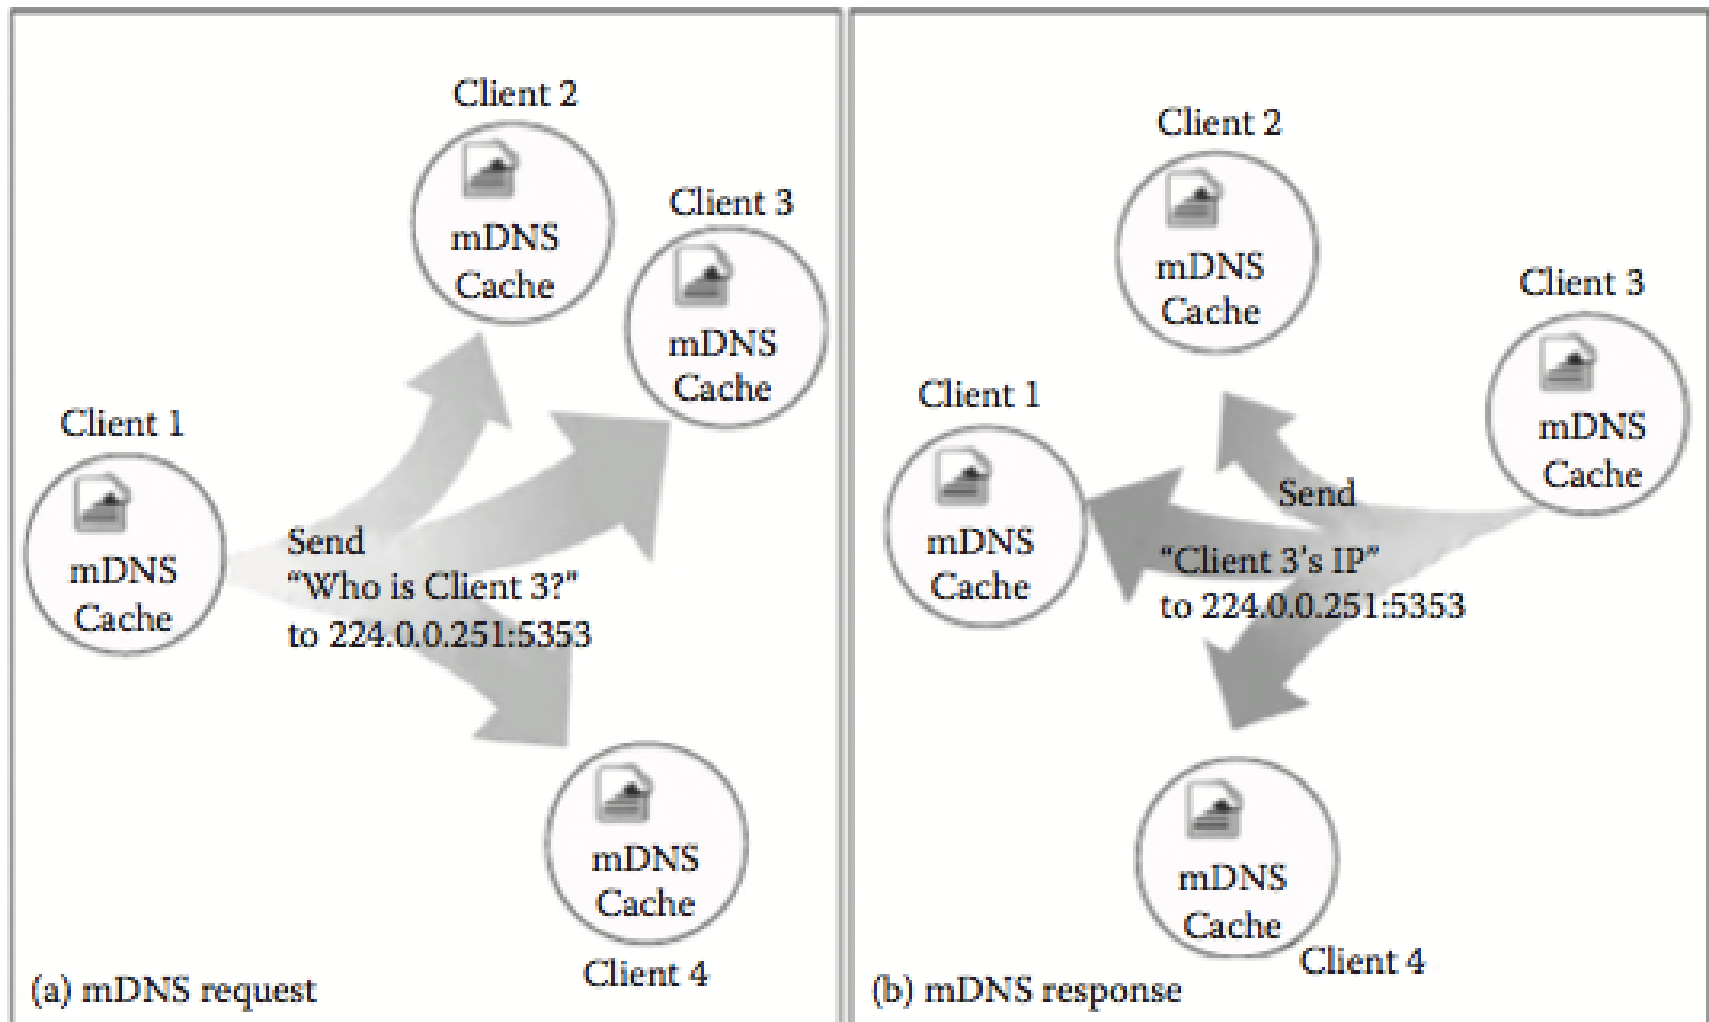 Client 2
mDNS
Cache
Client 3
mDNS
Cache
Client 1
mDNS
Cache
Send
“Who is Client 3?”
to 224.0.0.251:5353
mDNS
Cache
Client 4
(a) mDNS request
Client 2
mDNS
Cache
Client 3
mDNS
Cache
Client 1
mDNS
Cache
Send
“Client 3’s IP”
to 224.0.0.251:5353
mDNS
Cache
Client 4
(b) mDNS response